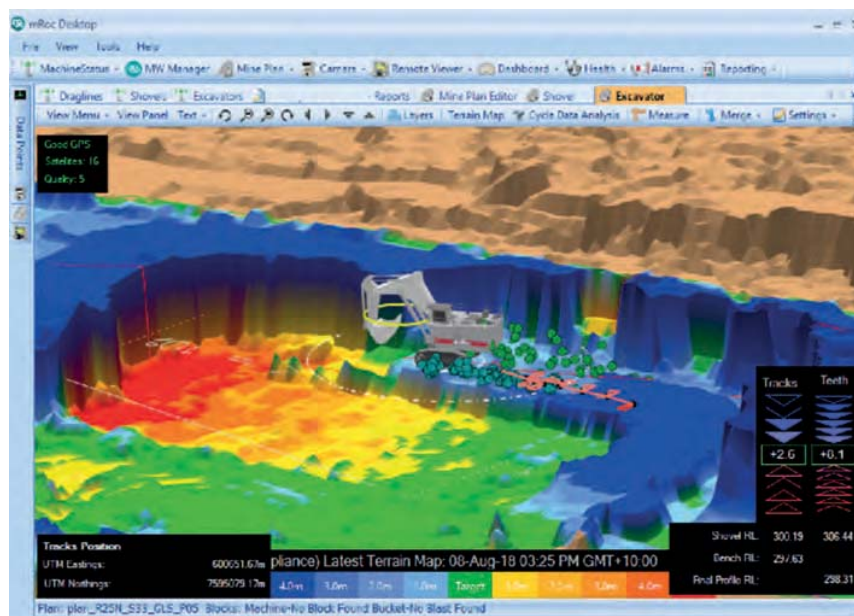 mRoc Desktop
File View Tools Help
MachineStatus MW Manager Mine Plan Camera Remote Viewer Dashboard Health Alarms Reporting
Draglines Shovels Excavators Reports Mine Plan Editor Shovel Excavator
View Menu View Panel Text Layers Terrain Map Cycle Data Analysis Measure Merge Settings
Data Points
Good GPS
Satellites: 16
Quality: 5
Tracks Teeth
+2.6 +8.1
Shovel RL: 300.19 306.44
Bench RL: 297.63
Final Profile RL: 298.31
Tracks Position
UTM Eastings: 600651.67m
UTM Northings: 7595079.17m
pliance) Latest Terrain Map: 08-Aug-18 03:25 PM GMT+10:00
4.0m 3.0m 2.0m 1.0m Target 1.0m 2.0m 3.0m 4.0m
Plan: plan_R25N_S33_GLS_P05 Blocks: Machine-No Block Found Bucket-No Blast Found